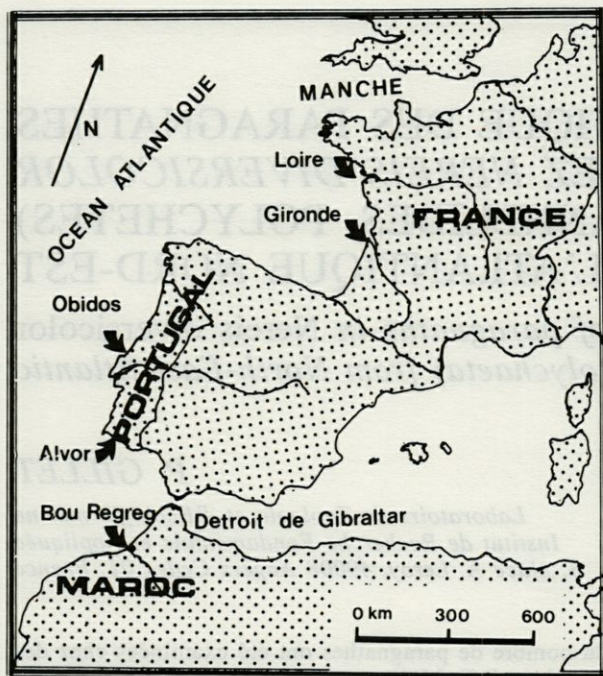 MANCHE
N
OCEAN ATLANTIQUE
Loire
Gironde
FRANCE
Obidos
PORTUGAL
Alvor
Bou Regreg
Detroit de Gibraltar
MAROC
0 km 300 600